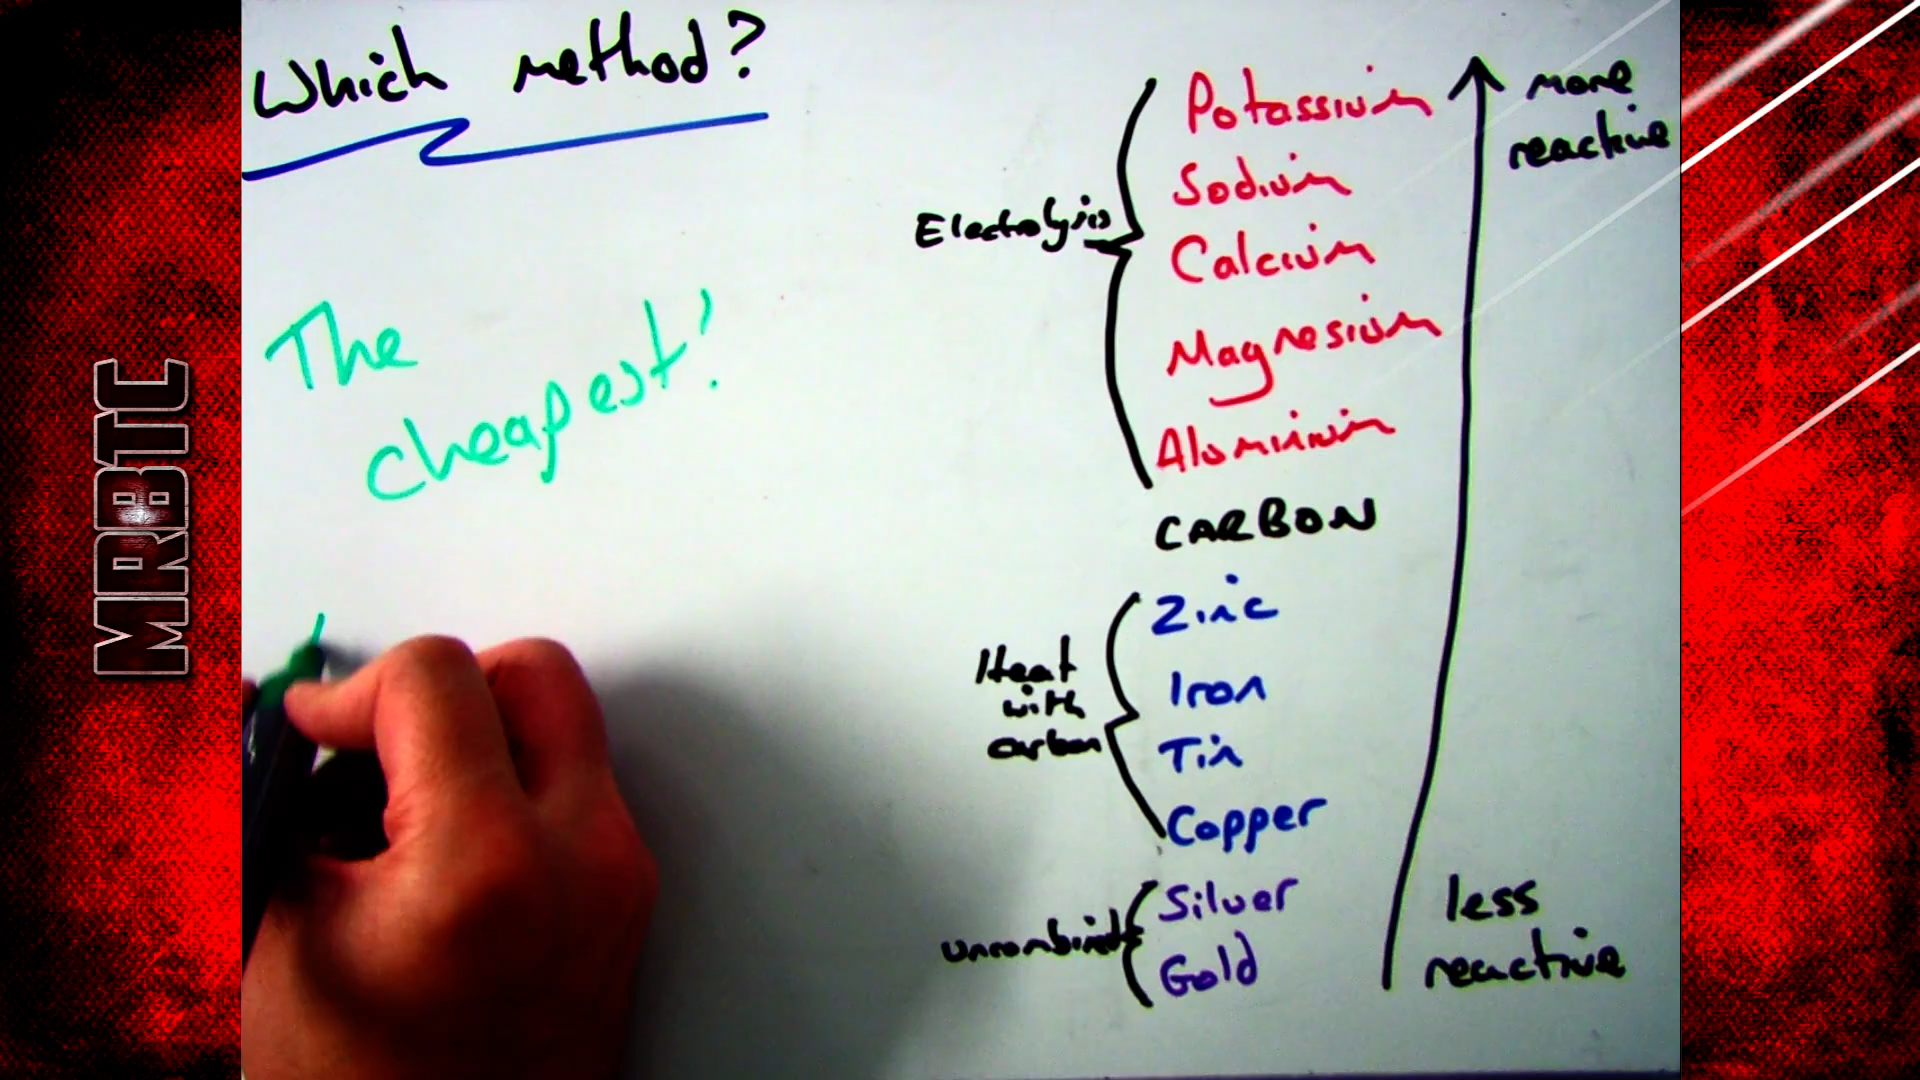 MRBTC
Which method?
The
cheapest!
Electrolysis
Potassium
Sodium
Calcium
Magnesium
Aluminium
CARBON
Heat
with
carbon
Zinc
Iron
Tin
Copper
uncombined
Silver
Gold
more
reactive
less
reactive